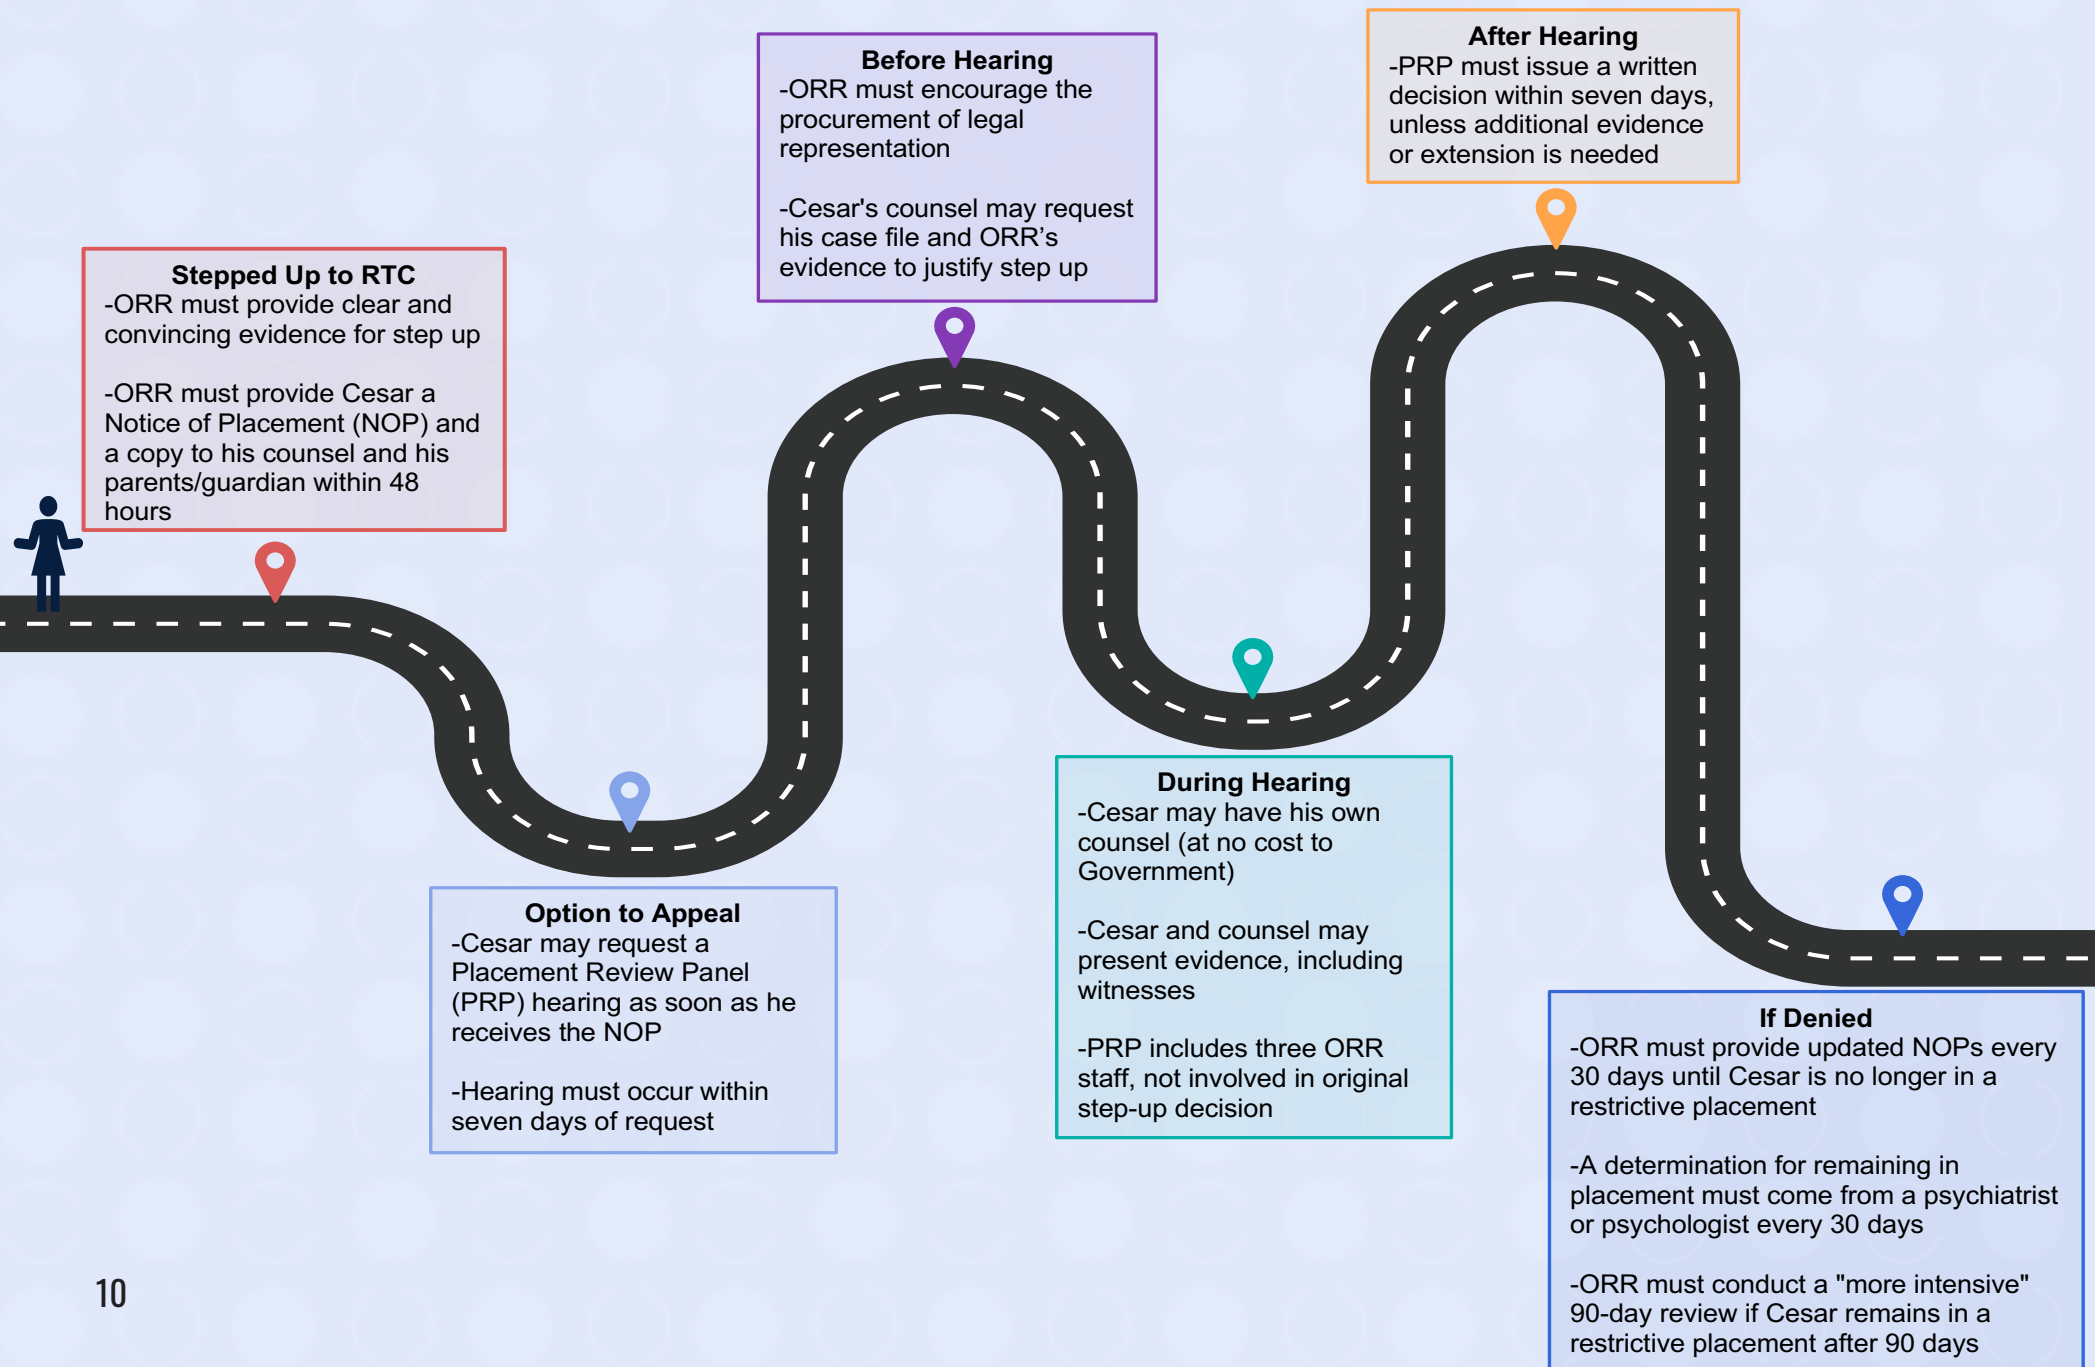 Stepped Up to RTC
-ORR must provide clear and
convincing evidence for step up
-ORR must provide Cesar a
Notice of Placement (NOP) and
a copy to his counsel and his
parents/guardian within 48
hours
Option to Appeal
-Cesar may request a
Placement Review Panel
(PRP) hearing as soon as he
receives the NOP
-Hearing must occur within
seven days of request
Before Hearing
-ORR must encourage the
procurement of legal
representation
-Cesar's counsel may request
his case file and ORR’s
evidence to justify step up
During Hearing
-Cesar may have his own
counsel (at no cost to
Government)
-Cesar and counsel may
present evidence, including
witnesses
-PRP includes three ORR
staff, not involved in original
step-up decision
After Hearing
-PRP must issue a written
decision within seven days,
unless additional evidence
or extension is needed
If Denied
-ORR must provide updated NOPs every
30 days until Cesar is no longer in a
restrictive placement
-A determination for remaining in
placement must come from a psychiatrist
or psychologist every 30 days
-ORR must conduct a "more intensive"
90-day review if Cesar remains in a
restrictive placement after 90 days
10